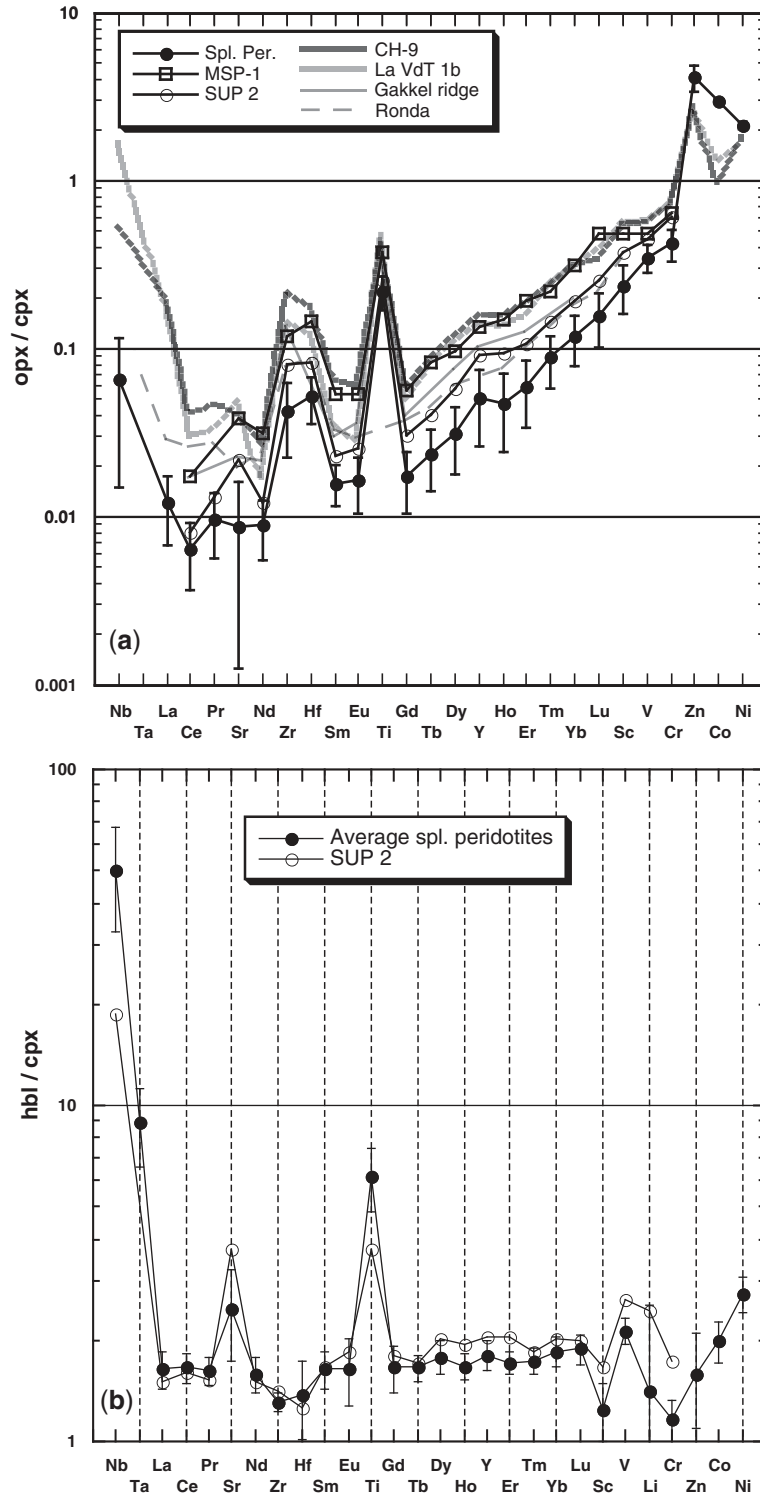 10
Spl. Per.
MSP-1
SUP 2
CH-9
La VdT 1b
Gakkel ridge
Ronda
1
opx / cpx
0.1
0.01
(a)
0.001
Nb La Pr Nd Hf Eu Gd Dy Ho Tm Lu V Zn Ni
Ta Ce Sr Zr Sm Ti Tb Y Er Yb Sc Cr Co
100
Average spl. peridotites
SUP 2
hbl / cpx
10
(b)
1
Nb La Pr Nd Hf Eu Gd Dy Y Tm Lu V Cr Co
Ta Ce Sr Zr Sm Ti Tb Ho Er Yb Sc Li Zn Ni